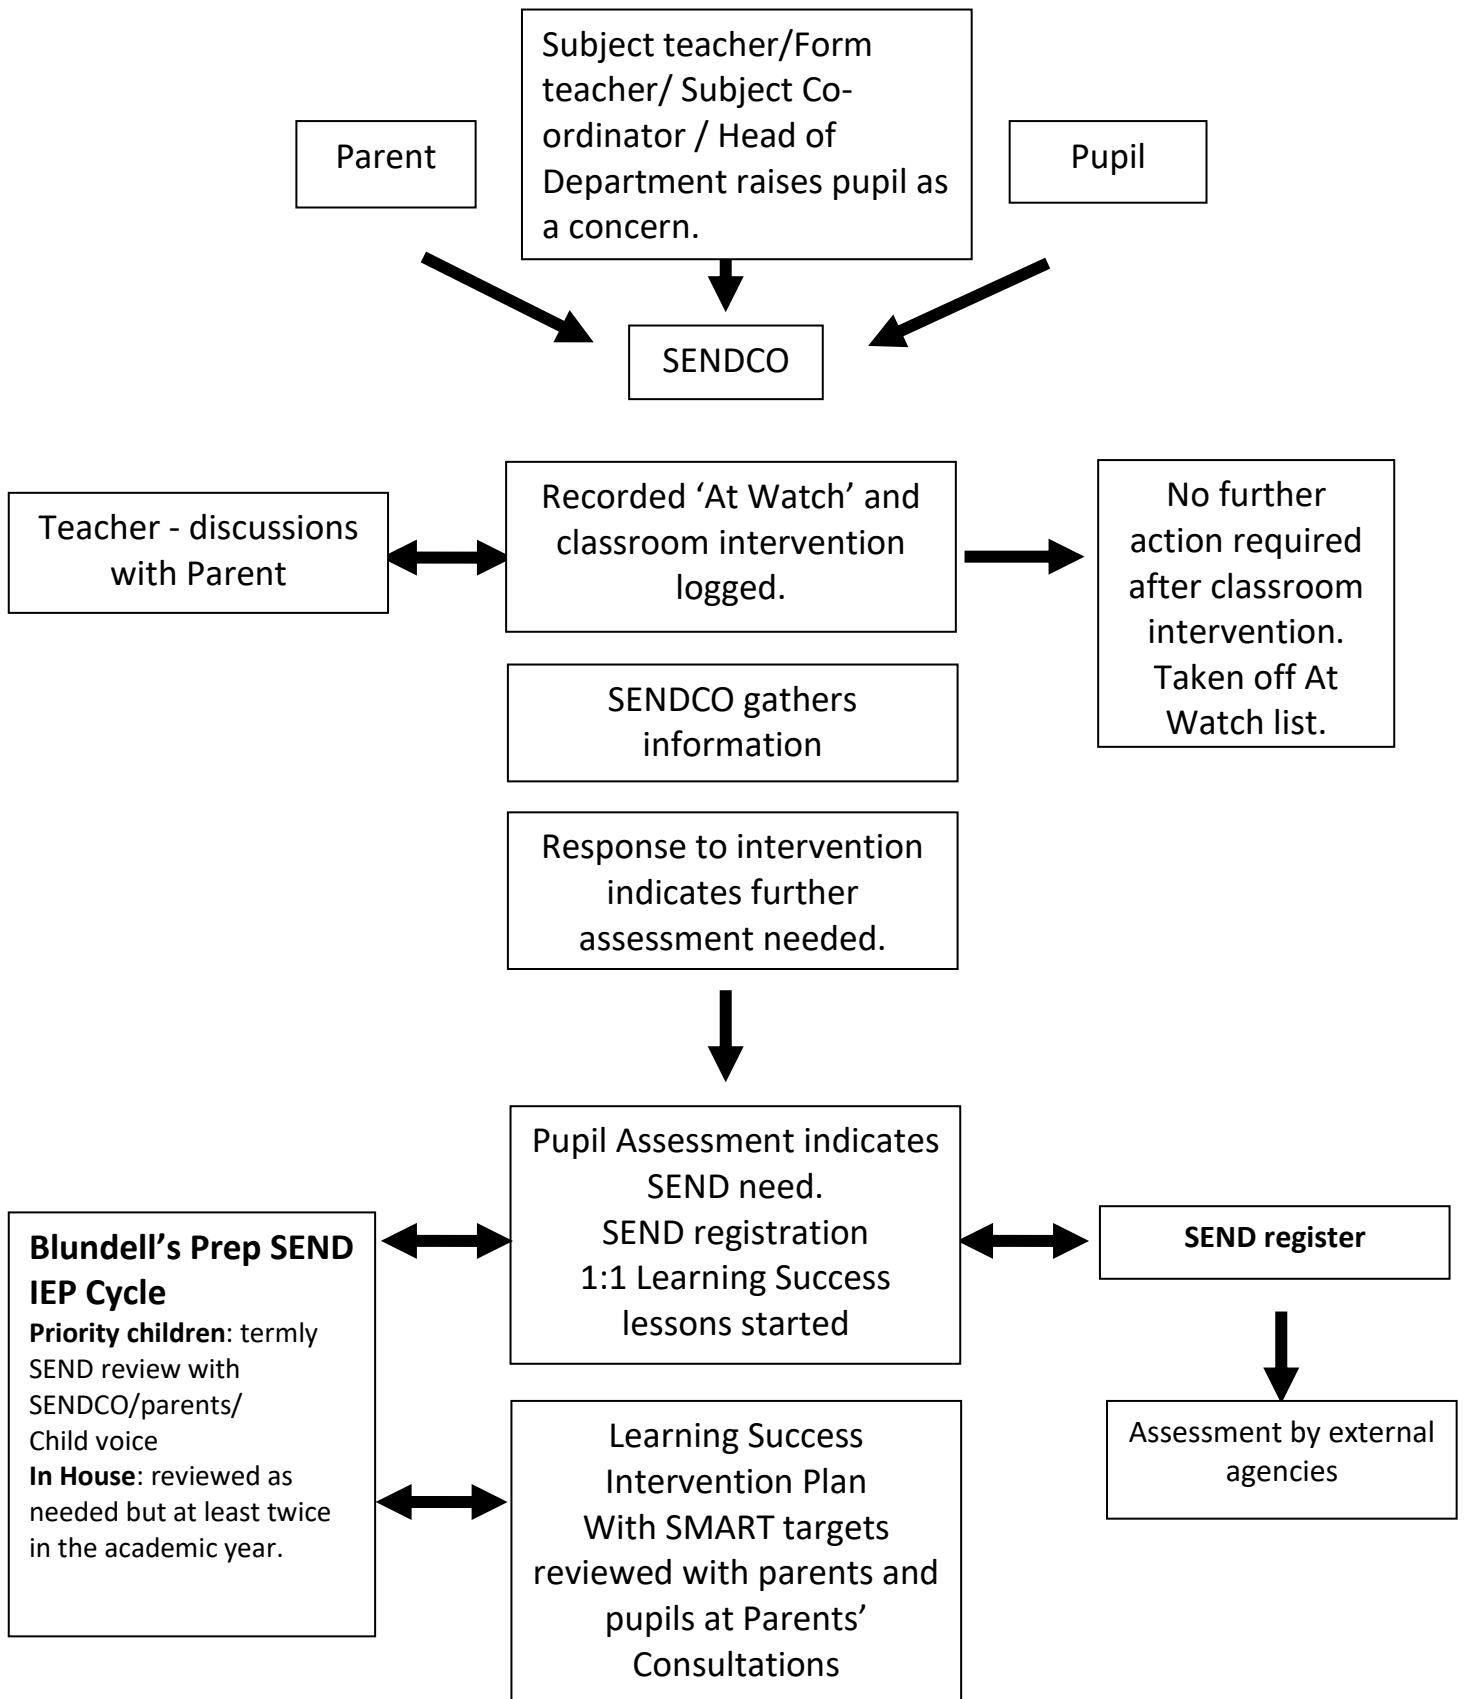 Subject teacher/Form
teacher/ Subject Co-
ordinator / Head of
Department raises pupil as
a concern.
Parent
Pupil
SENDCO
Teacher - discussions
with Parent
Recorded ‘At Watch’ and
classroom intervention
logged.
No further
action required
after classroom
intervention.
Taken off At
Watch list.
SENDCO gathers
information
Response to intervention
indicates further
assessment needed.
Pupil Assessment indicates
SEND need.
SEND registration
1:1 Learning Success
lessons started
Blundell’s Prep SEND
IEP Cycle
Priority children: termly
SEND review with
SENDCO/parents/
Child voice
In House: reviewed as
needed but at least twice
in the academic year.
SEND register
Assessment by external
agencies
Learning Success
Intervention Plan
With SMART targets
reviewed with parents and
pupils at Parents’
Consultations